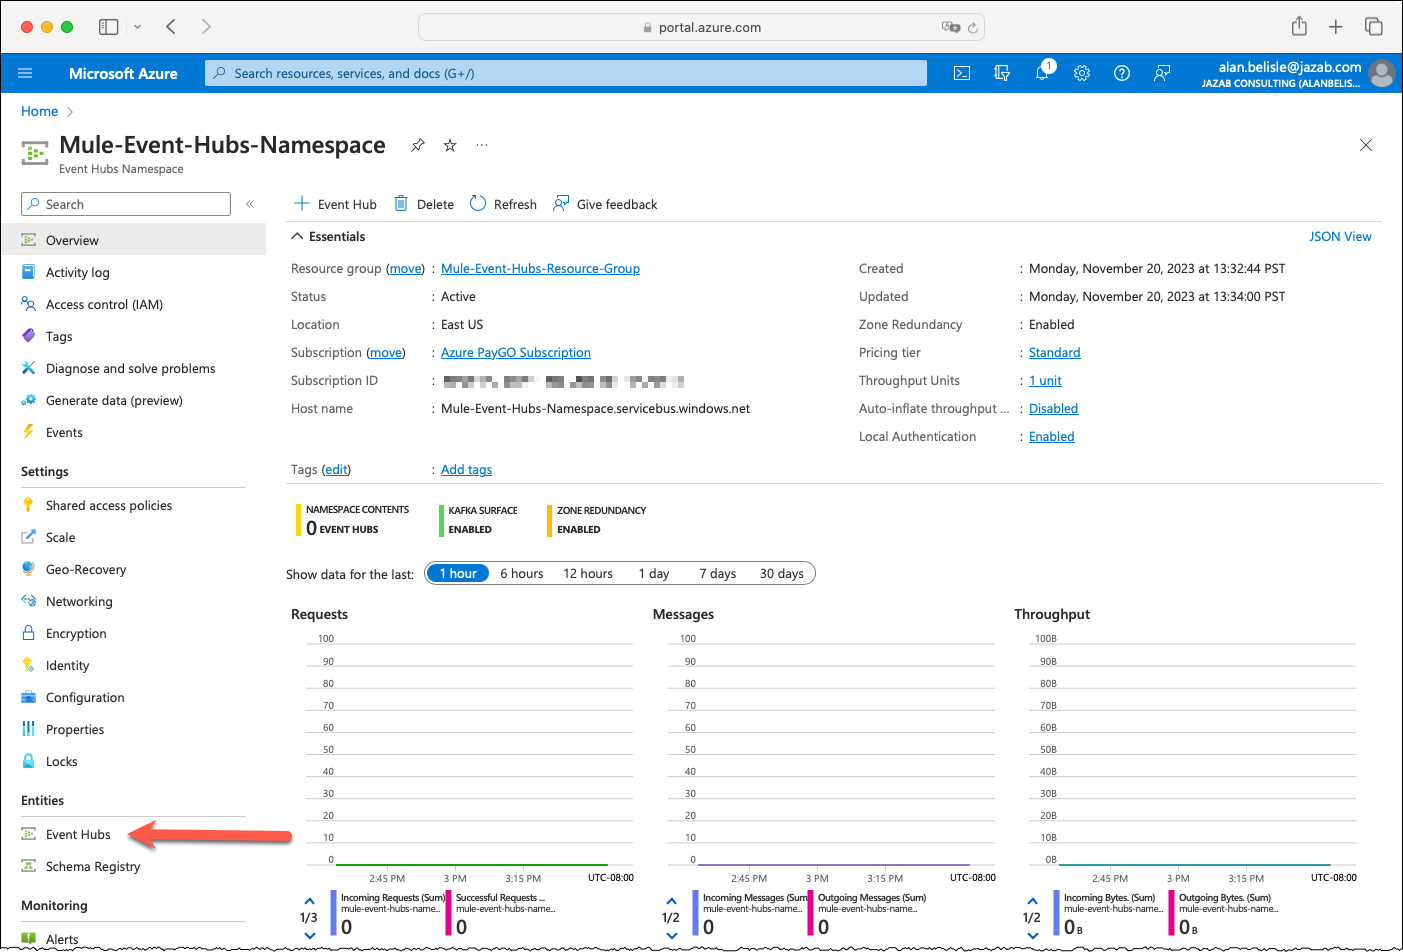 portal.azure.com
Microsoft Azure
Search resources, services, and docs (G+/)
1
alan.belisle@jazab.com
JAZAB CONSULTING (ALANBELIS...
Home
Mule-Event-Hubs-Namespace
Event Hubs Namespace
Search
Overview
Activity log
Access control (IAM)
Tags
Diagnose and solve problems
Generate data (preview)
Events
Settings
Shared access policies
Scale
Geo-Recovery
Networking
Encryption
Identity
Configuration
Properties
Locks
Entities
Event Hubs
Schema Registry
Monitoring
Alerts
Event Hub Delete Refresh Give feedback
Essentials
JSON View
Resource group (move) : Mule-Event-Hubs-Resource-Group
Status : Active
Location : East US
Subscription (move) : Azure PayGO Subscription
Subscription ID :
Host name : Mule-Event-Hubs-Namespace.servicebus.windows.net
Created : Monday, November 20, 2023 at 13:32:44 PST
Updated : Monday, November 20, 2023 at 13:34:00 PST
Zone Redundancy : Enabled
Pricing tier : Standard
Throughput Units : 1 unit
Auto-inflate throughput ... : Disabled
Local Authentication : Enabled
Tags (edit) : Add tags
NAMESPACE CONTENTS
0 EVENT HUBS
KAFKA SURFACE
ENABLED
ZONE REDUNDANCY
ENABLED
Show data for the last: 1 hour 6 hours 12 hours 1 day 7 days 30 days
Requests
100
90
80
70
60
50
40
30
20
10
0
2:45 PM 3 PM 3:15 PM UTC-08:00
1/3
Incoming Requests (Sum)
mule-event-hubs-name...
0
Successful Requests ...
mule-event-hubs-name...
0
Messages
100
90
80
70
60
50
40
30
20
10
0
2:45 PM 3 PM 3:15 PM UTC-08:00
1/2
Incoming Messages (Sum
mule-event-hubs-name...
0
Outgoing Messages (Sum)
mule-event-hubs-name...
0
Throughput
100B
90B
80B
70B
60B
50B
40B
30B
20B
10B
0B
2:45 PM 3 PM 3:15 PM UTC-08:00
1/2
Incoming Bytes. (Sum)
mule-event-hubs-name...
0 B
Outgoing Bytes. (Sum)
mule-event-hubs-name...
0 B